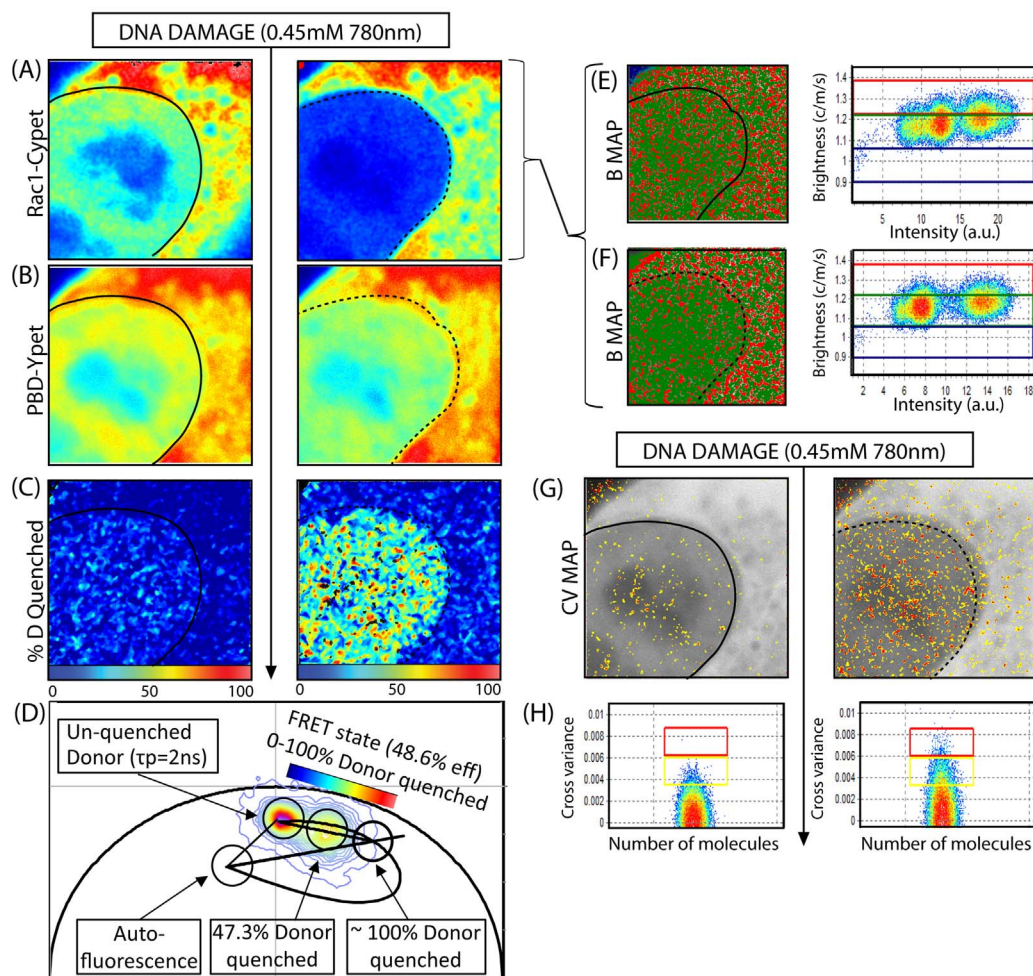 DNA DAMAGE (0.45mM 780nm)
(A)
Rac1-Cypet
(B)
PBD-Ypet
(C)
% D Quenched
0 50 100
0 50 100
(D)
Un-quenched
Donor (τp=2ns)
FRET state (48.6% eff)
0-100% Donor
quenched
Auto-
fluorescence
47.3% Donor
quenched
~ 100% Donor
quenched
(E)
B MAP
Brightness (c/m/s)
1.4
1.3
1.2
1.1
1
0.9
5 10 15 20
Intensity (a.u.)
(F)
B MAP
Brightness (c/m/s)
1.4
1.3
1.2
1.1
1
0.9
2 4 6 8 10 12 14 16 18
Intensity (a.u.)
DNA DAMAGE (0.45mM 780nm)
(G)
CV MAP
(H)
Cross variance
0.01
0.008
0.006
0.004
0.002
0
Number of molecules
Cross variance
0.01
0.008
0.006
0.004
0.002
0
Number of molecules